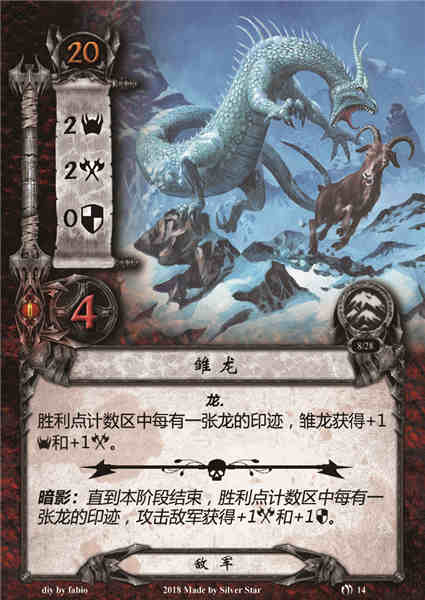 20
2
2
0
4
8/28
雏龙
龙.
胜利点计数区中每有一张龙的印迹，雏龙获得+1
和+1。
暗影：直到本阶段结束，胜利点计数区中每有一
张龙的印迹，攻击敌军获得+1和+1。
敌军
diy by fabio 2018 Made by Silver Star 14